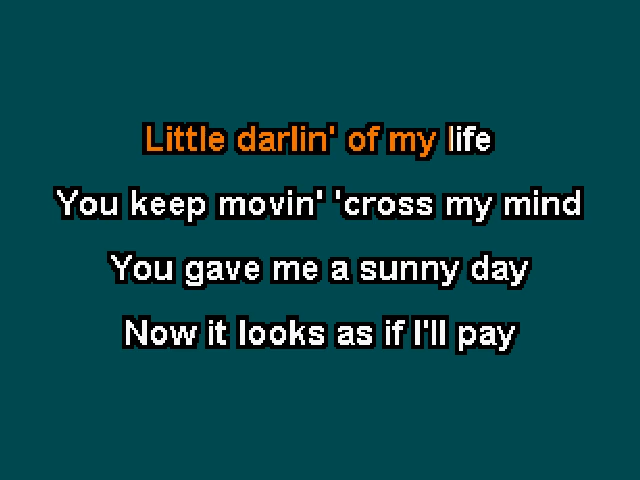 Little darlin' of my life
You keep movin' 'cross my mind
You gave me a sunny day
Now it looks as if I'll pay